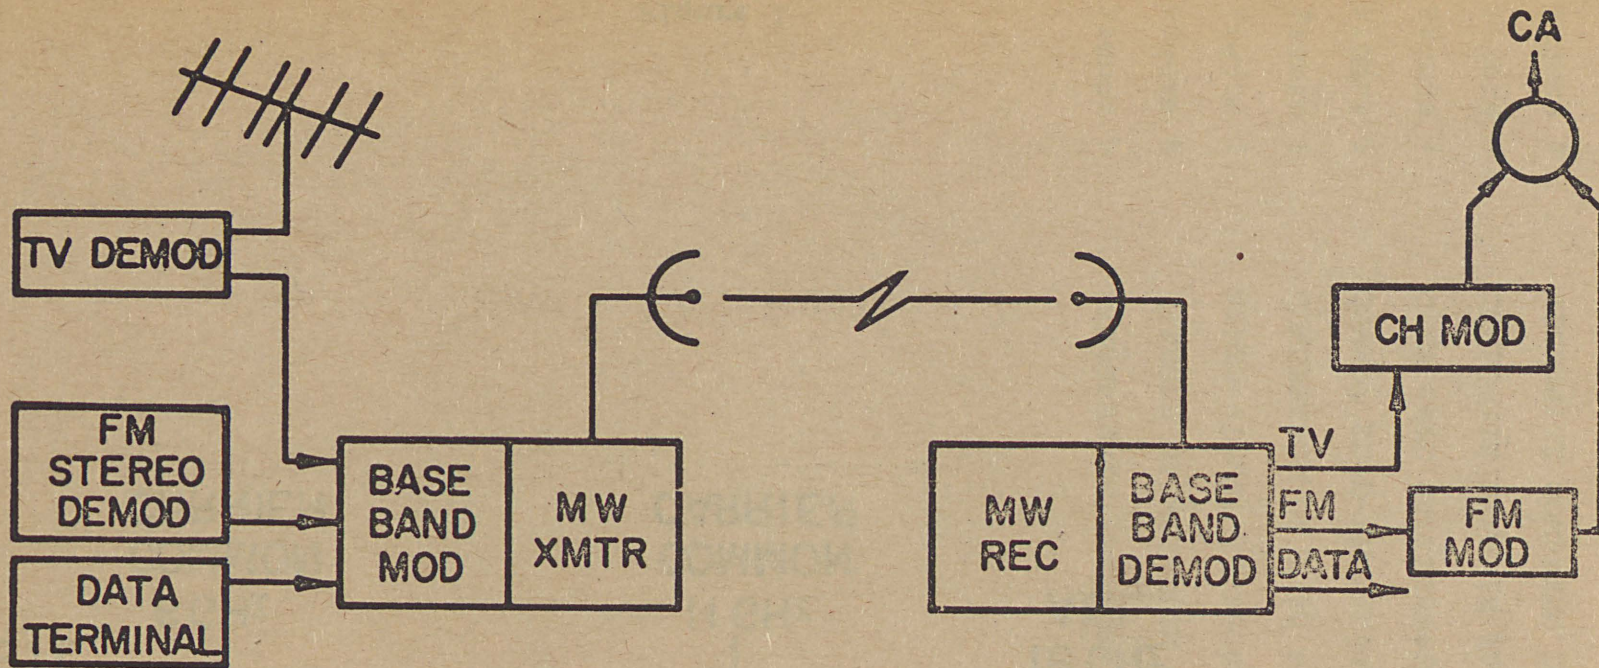 CA
TV DEMOD
CH MOD
FM
STEREO
DEMOD
DATA
TERMINAL
BASE
BAND
MOD
MW
XMTR
MW
REC
BASE
BAND
DEMOD
TV
FM
DATA
FM
MOD